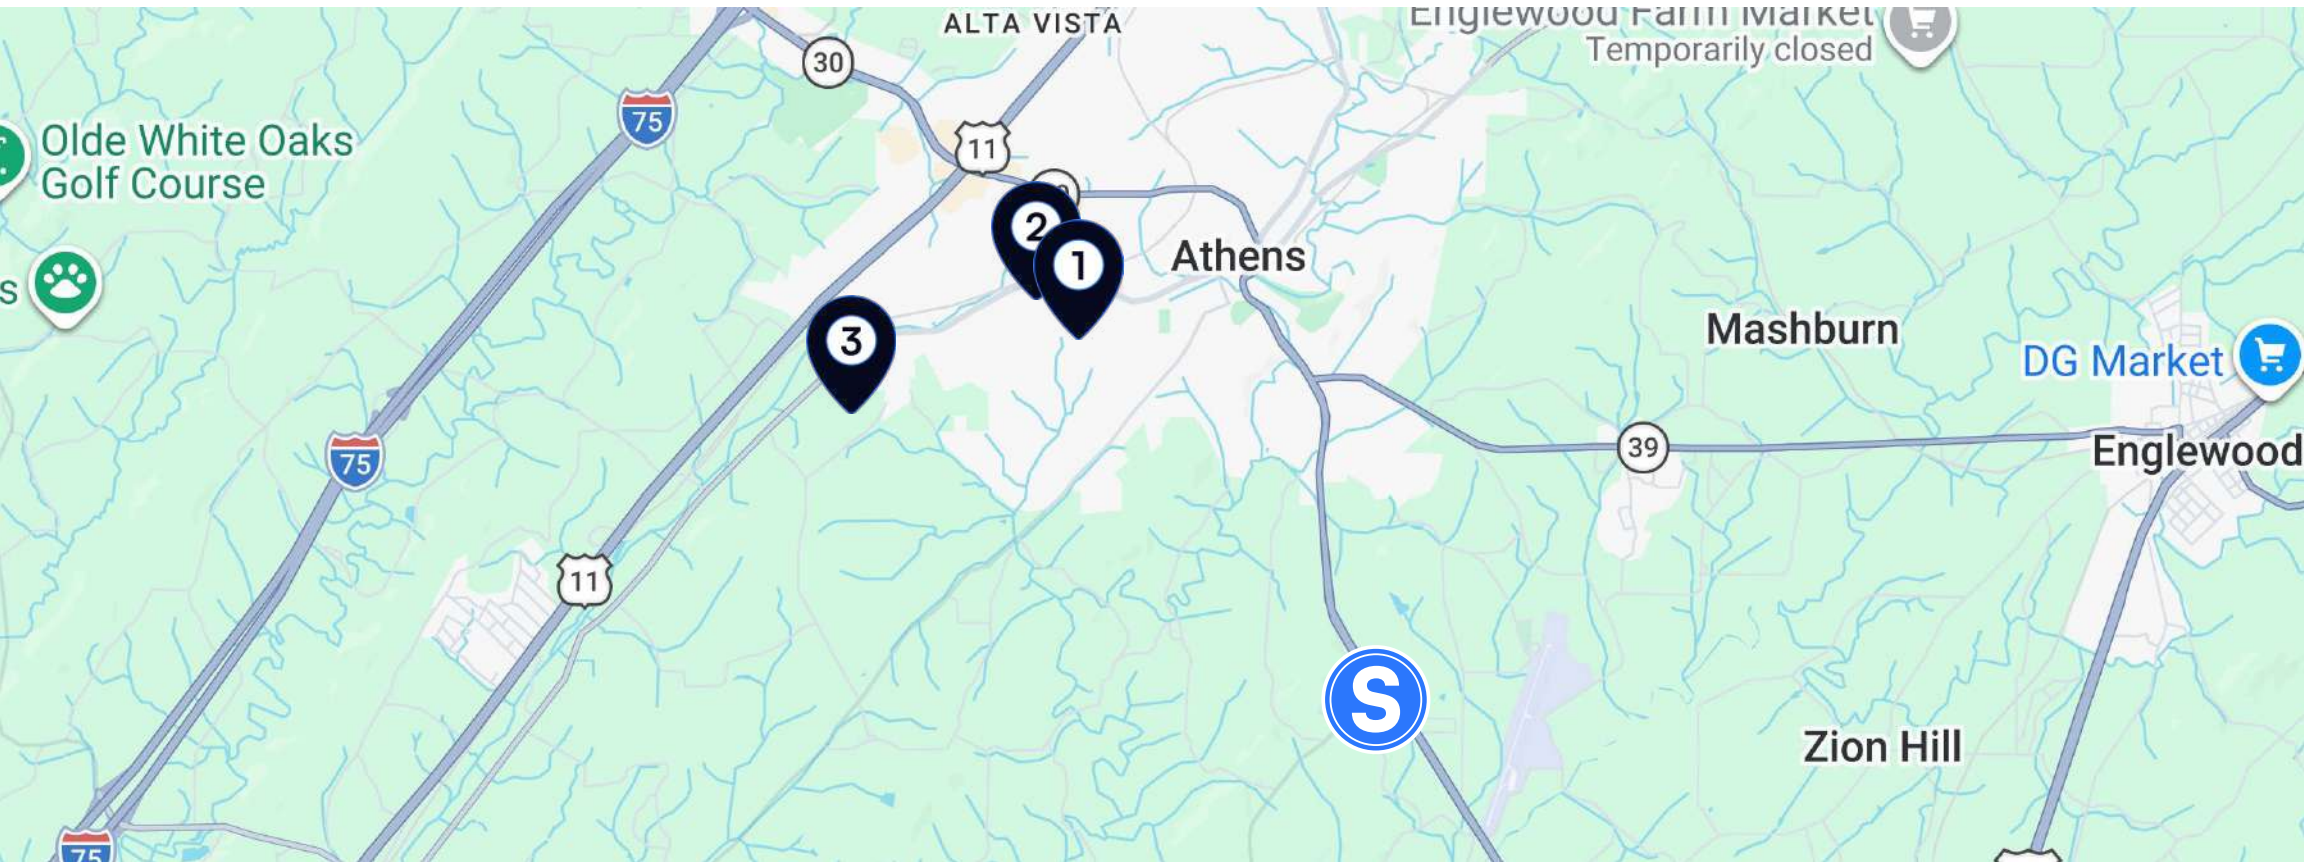 ALTA VISTA
Englewood Farm Market
Temporarily closed
30
75
11
Olde White Oaks
Golf Course
2
1
Athens
s
3
Mashburn
DG Market
75
39
Englewood
11
S
Zion Hill
75